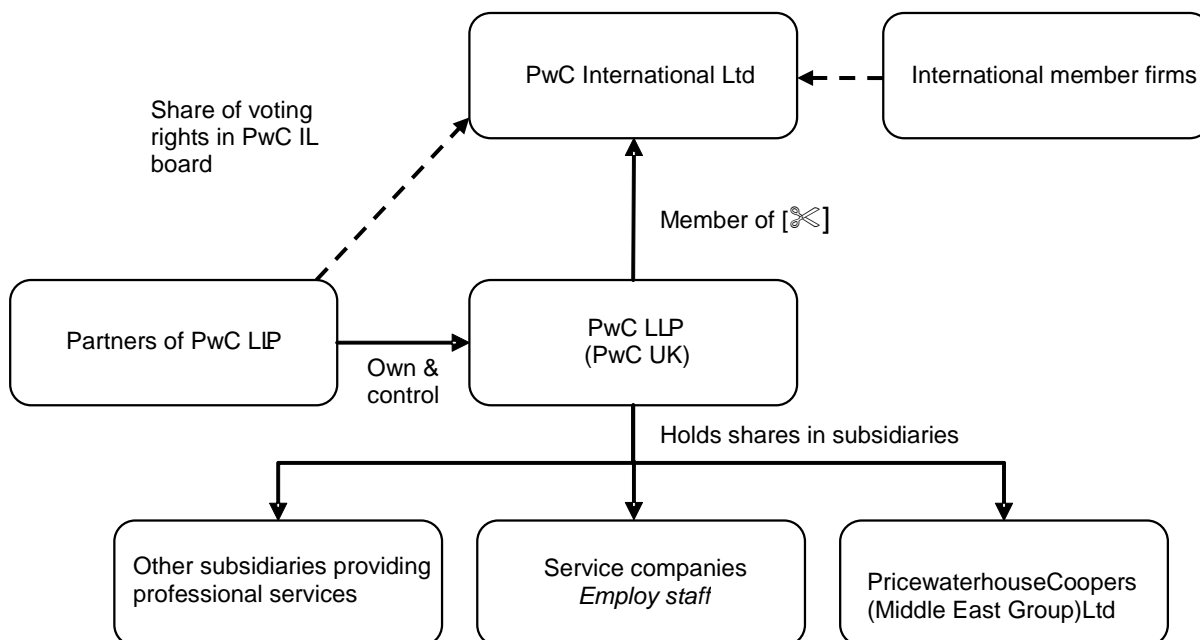 PwC International Ltd
International member firms
Share of voting
rights in PwC IL
board
Member of [✂]
Partners of PwC LLP
Own &
control
PwC LLP
(PwC UK)
Holds shares in subsidiaries
Other subsidiaries providing
professional services
Service companies
Employ staff
PricewaterhouseCoopers
(Middle East Group)Ltd